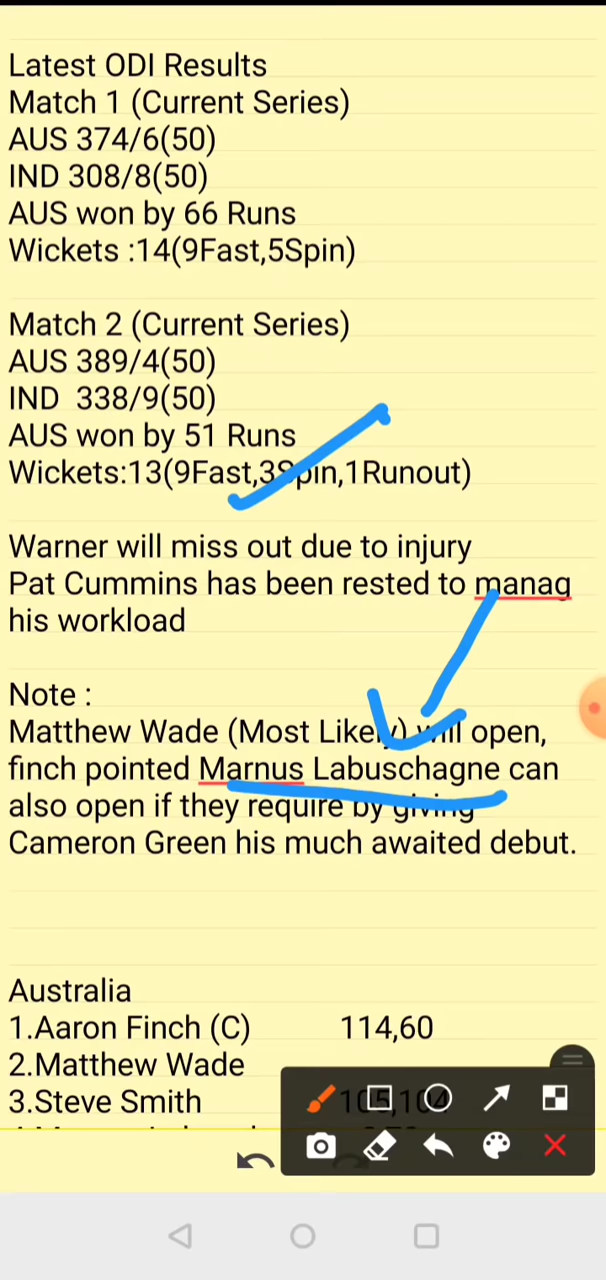 Latest ODI Results
Match 1 (Current Series)
AUS 374/6(50)
IND 308/8(50)
AUS won by 66 Runs
Wickets :14(9Fast,5Spin)
Match 2 (Current Series)
AUS 389/4(50)
IND  338/9(50)
AUS won by 51 Runs
Wickets:13(9Fast,3Spin,1Runout)
Warner will miss out due to injury
Pat Cummins has been rested to manag
his workload
Note :
Matthew Wade (Most Likely) will open,
finch pointed Marnus Labuschagne can
also open if they require by giving
Cameron Green his much awaited debut.
Australia
1.Aaron Finch (C) 114,60
2.Matthew Wade
3.Steve Smith 105,104